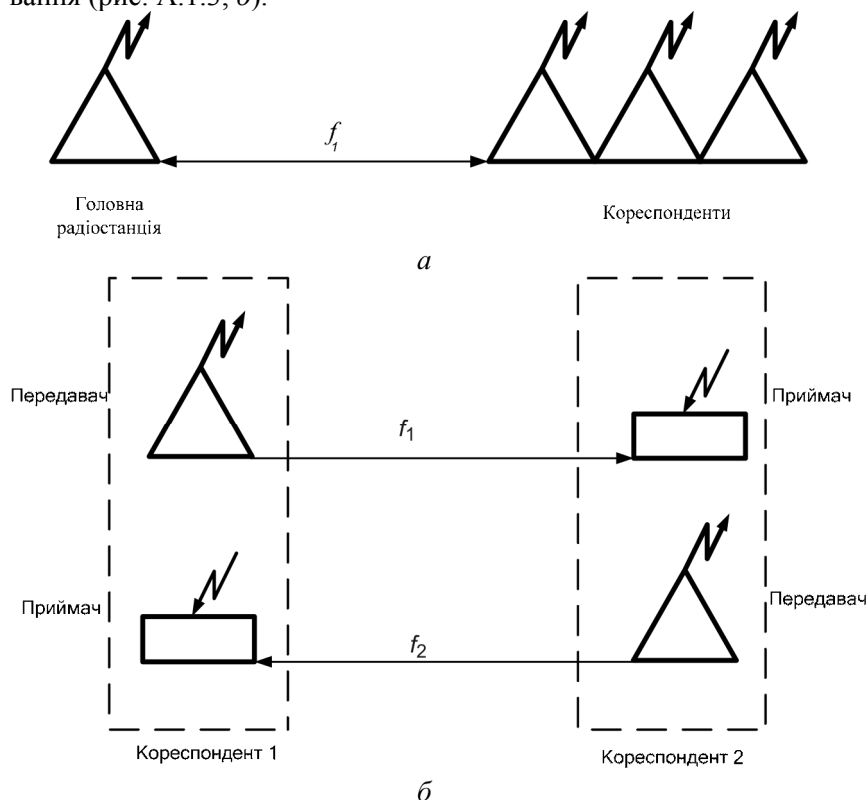 вання (рис. А.1.3, б).
f₁
Головна
радіостанція
Кореспонденти
а
Передавач
Приймач
f₁
Приймач
Передавач
f₂
Кореспондент 1
Кореспондент 2
б